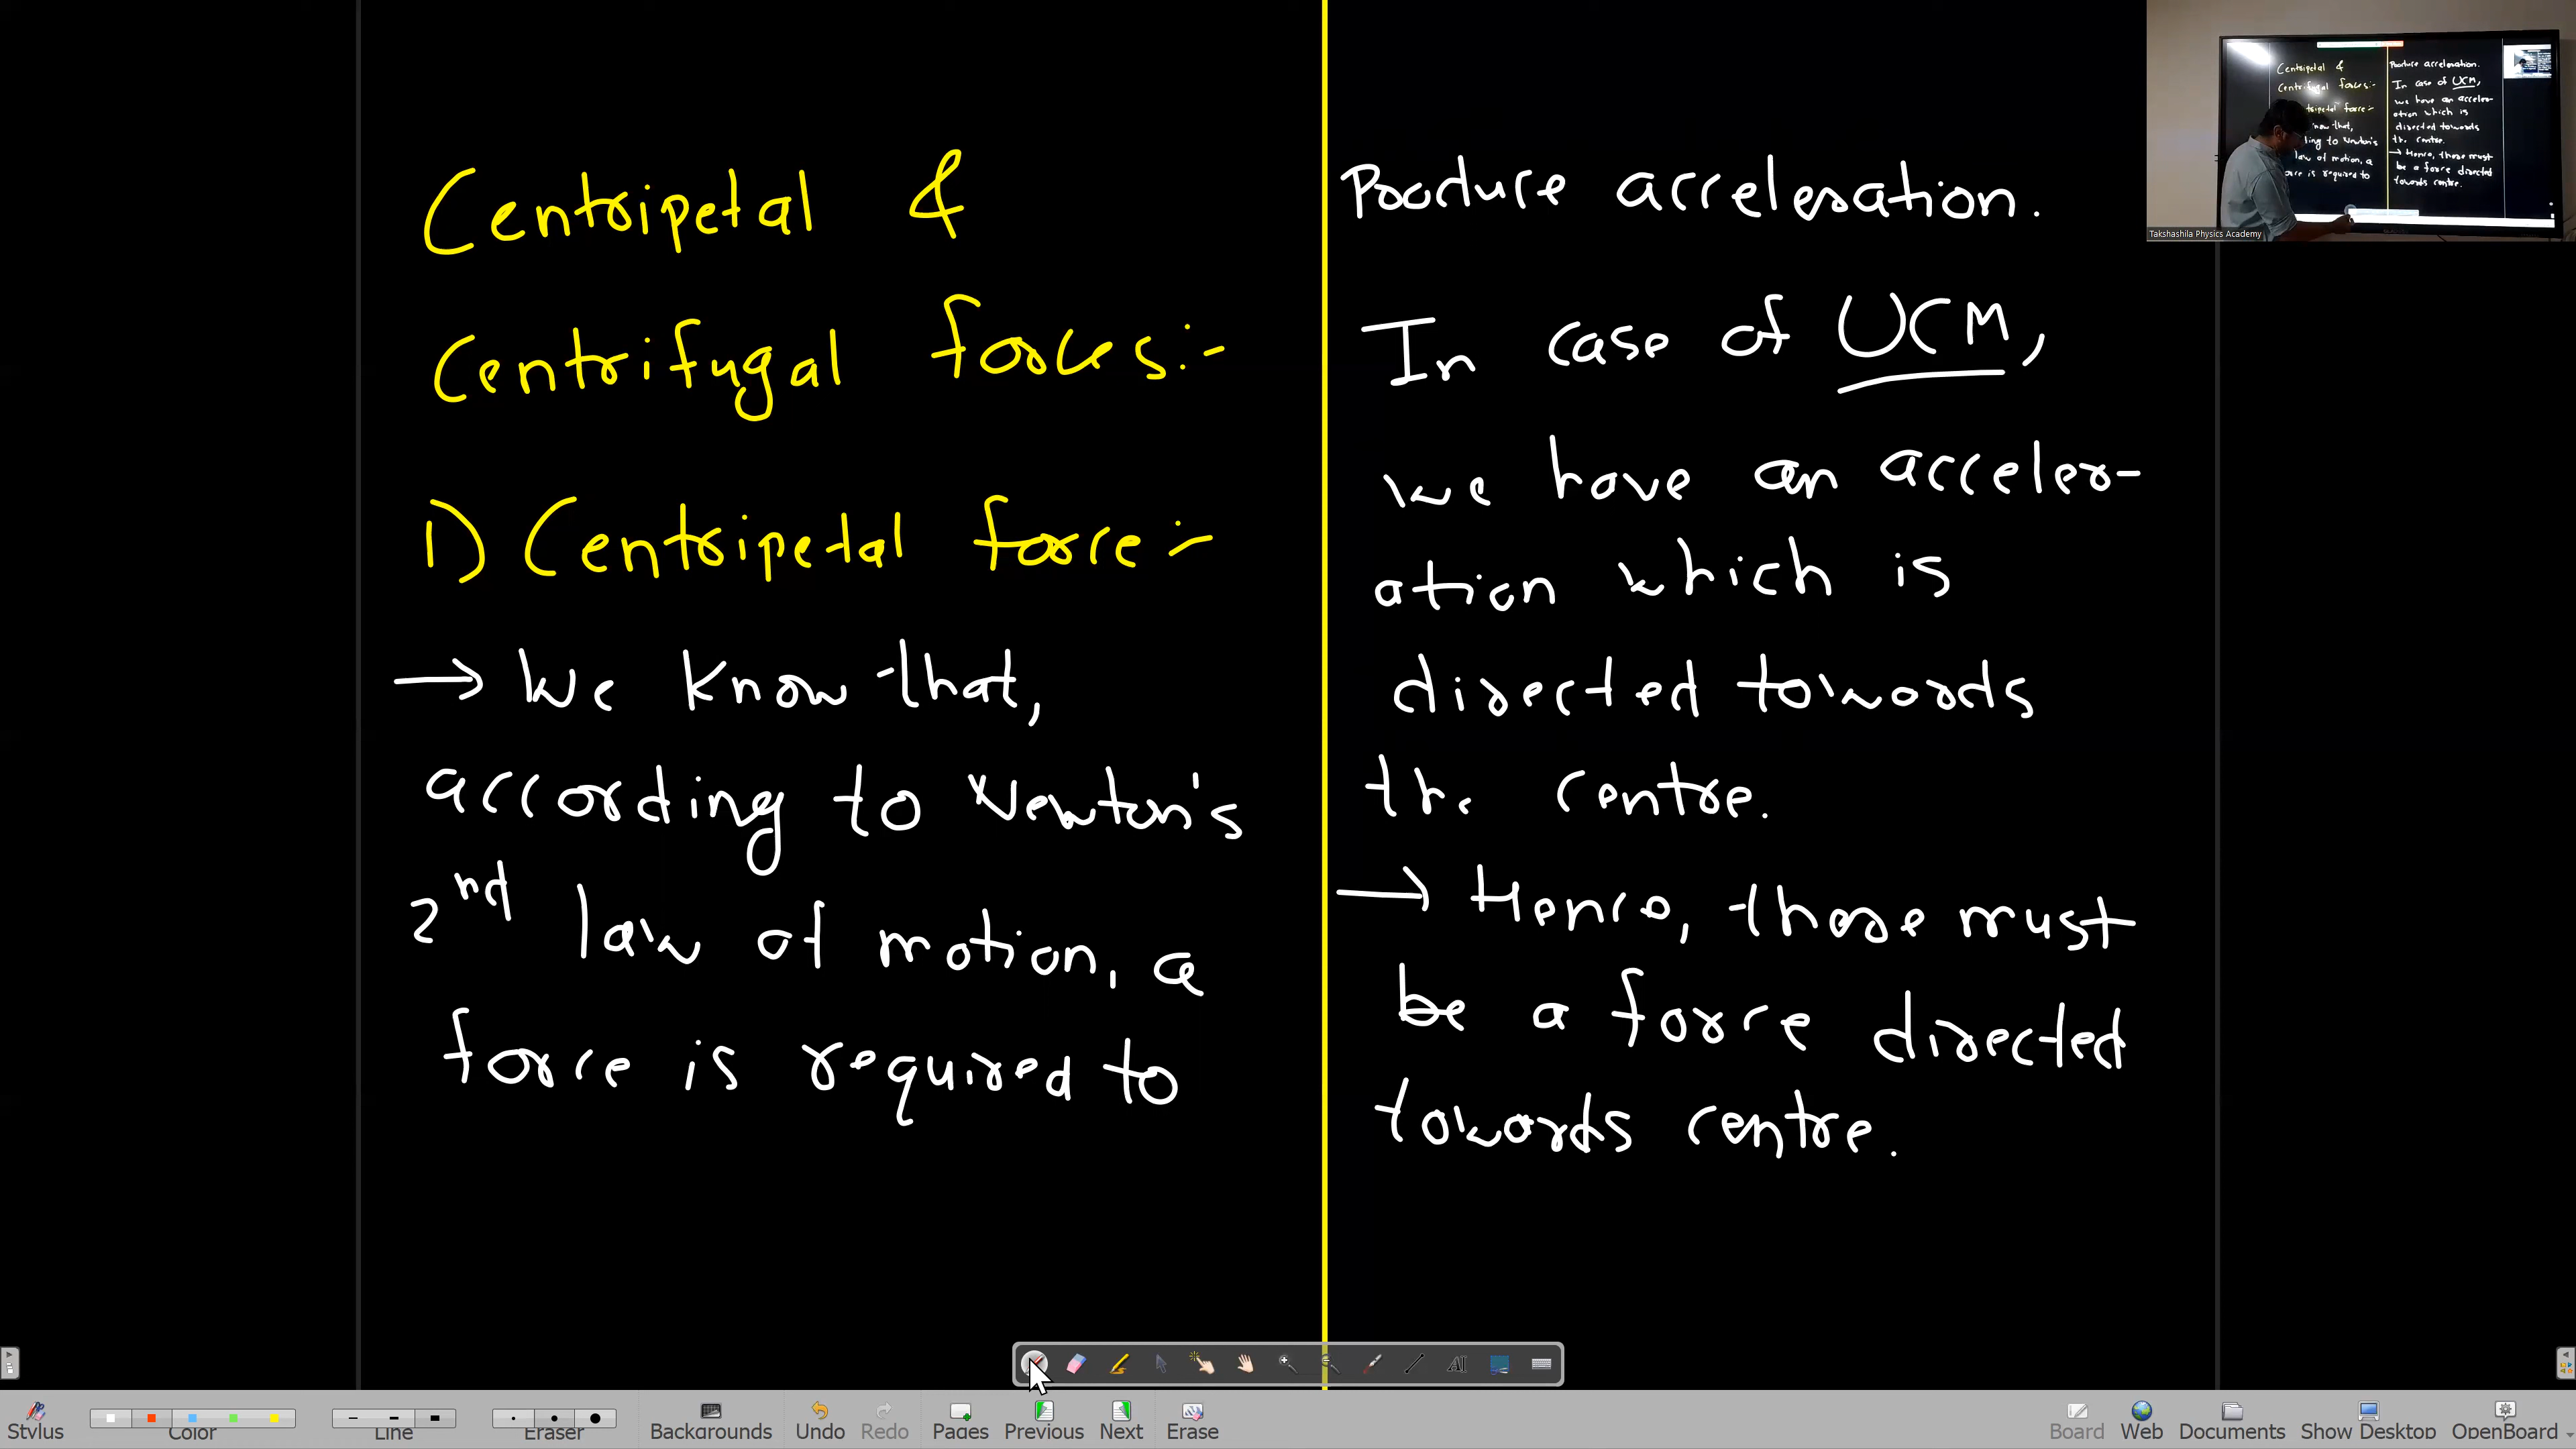 Centripetal &
Centrifugal forces:-
1) Centripetal force:-
→ We know that,
according to Newton's
2nd law of motion, a
force is required to
Produce acceleration.
In case of UCM,
we have an acceler-
ation which is
directed towards
the centre.
→ Hence, there must
be a force directed
towards centre.
Takshashila Physics Academy
Stylus
Color
Line
Eraser
Backgrounds
Undo
Redo
Pages
Previous
Next
Erase
Board
Web
Documents
Show Desktop
OpenBoard